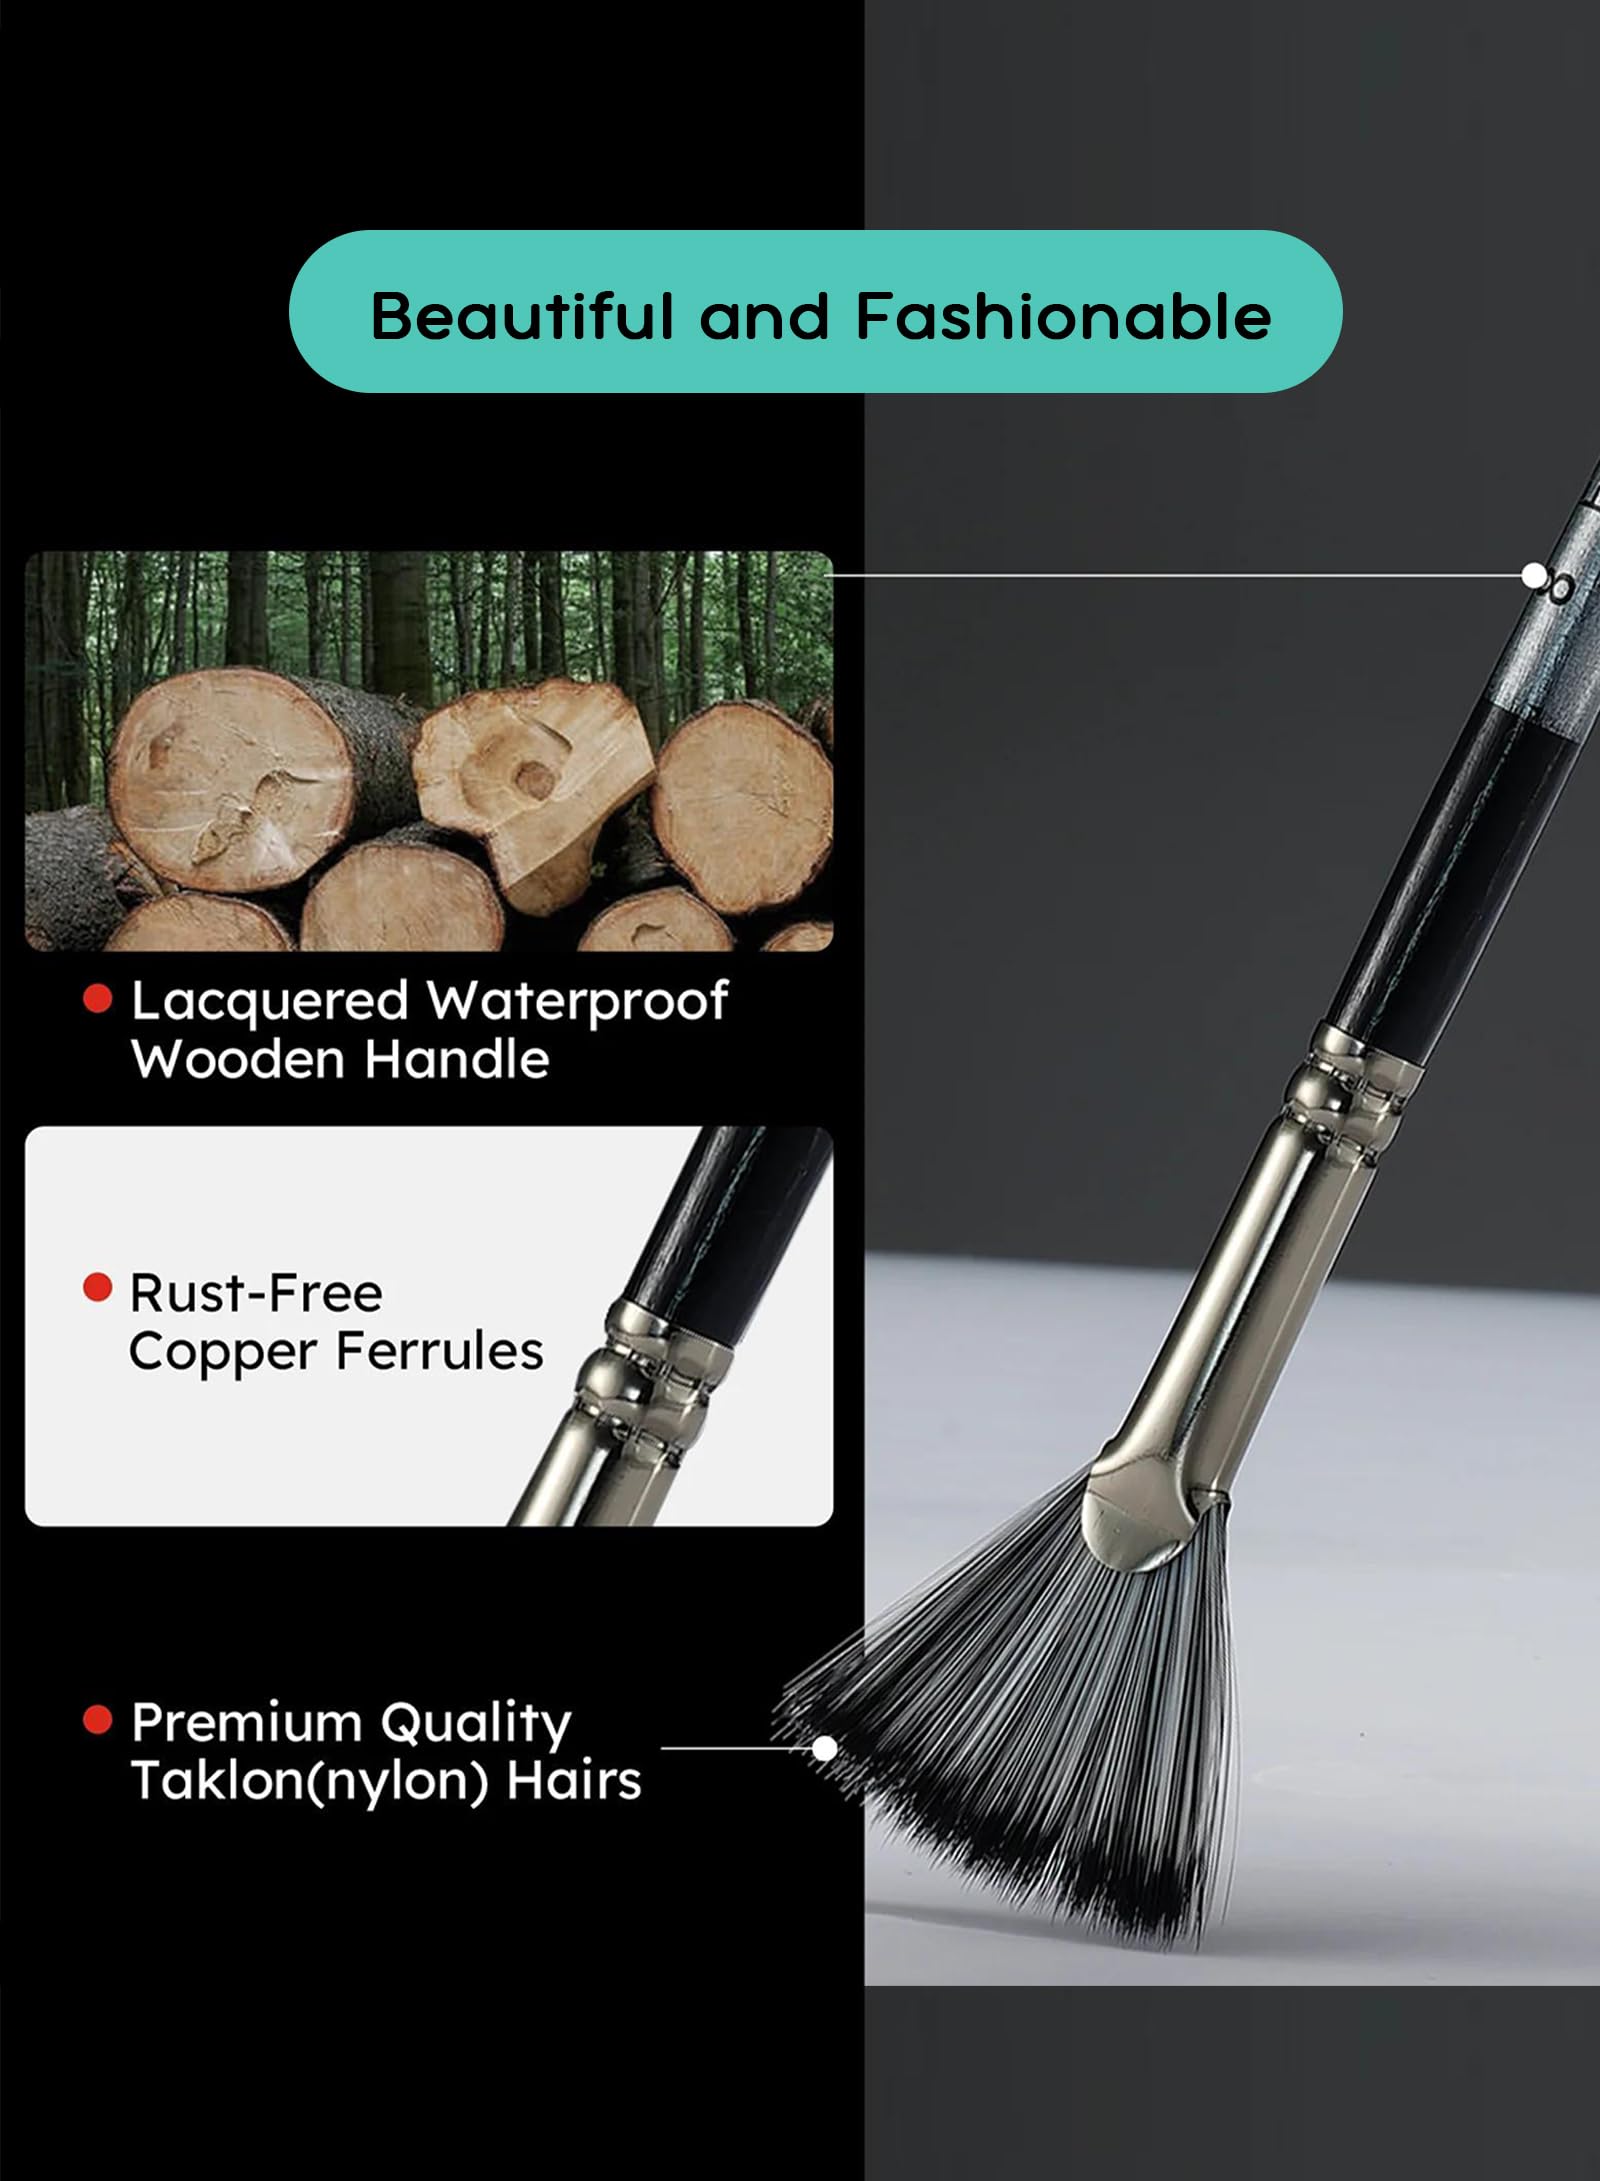 Beautiful and Fashionable
Lacquered Waterproof
Wooden Handle
Rust-Free
Copper Ferrules
Premium Quality
Taklon(nylon) Hairs